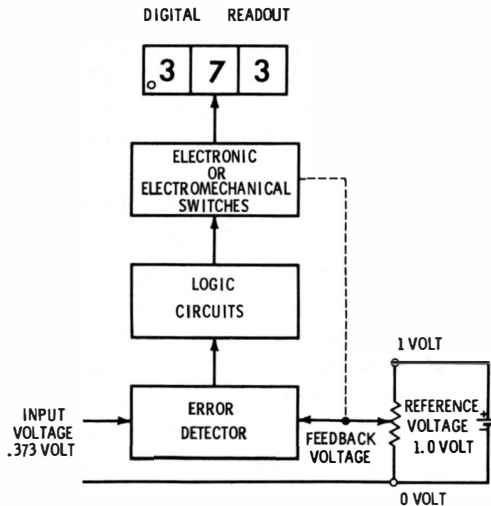 DIGITAL READOUT
.3 7 3
ELECTRONIC
OR
ELECTROMECHANICAL
SWITCHES
LOGIC
CIRCUITS
1 VOLT
INPUT
VOLTAGE
.373 VOLT
ERROR
DETECTOR
FEEDBACK
VOLTAGE
REFERENCE
VOLTAGE
1.0 VOLT
+
0 VOLT